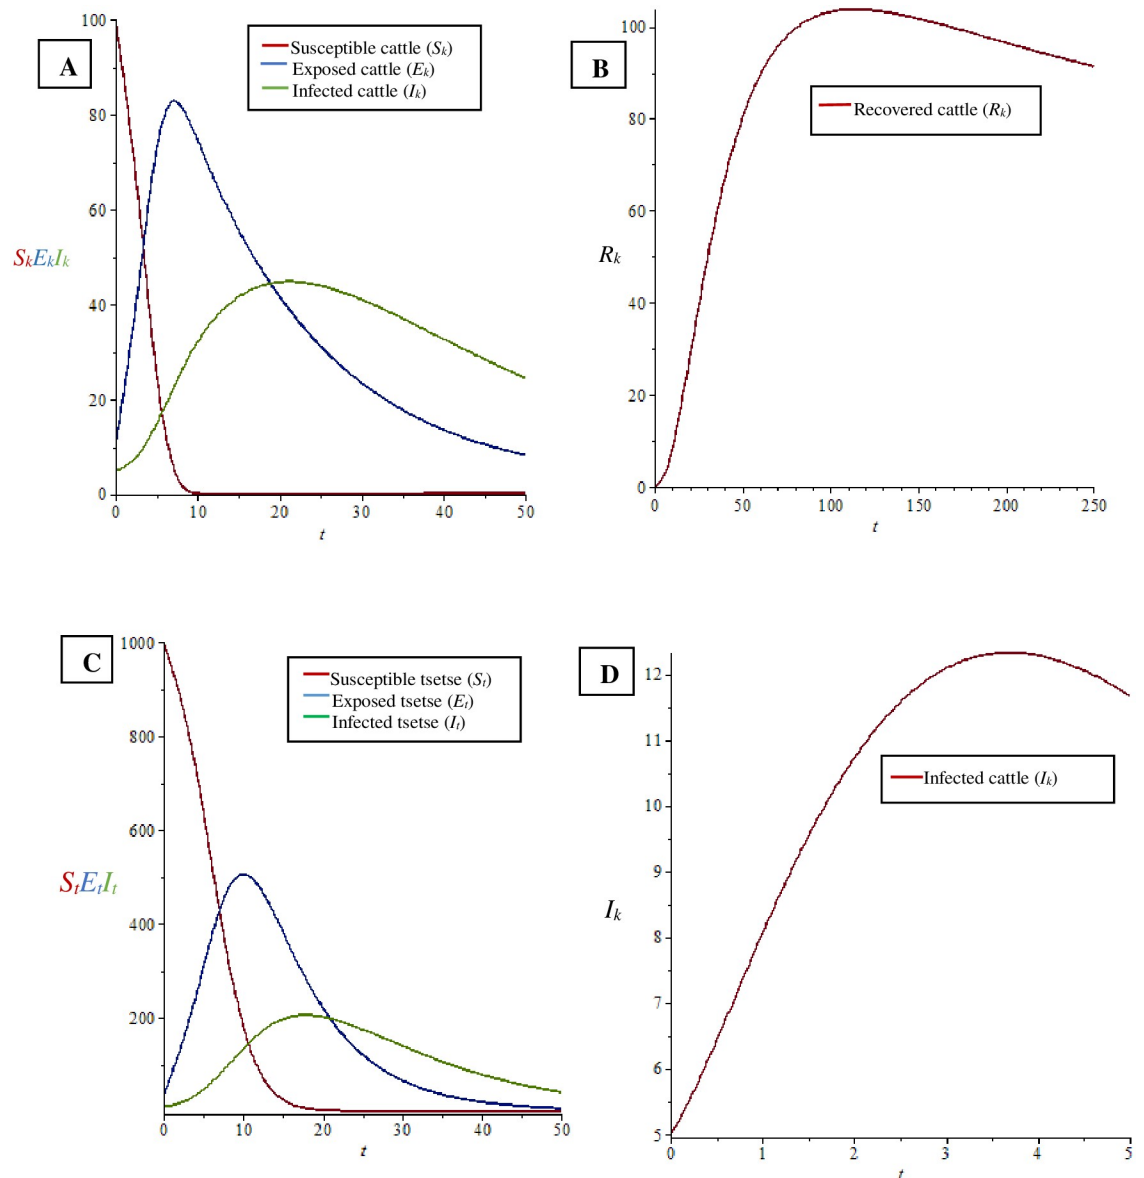 A
100
80
60
40
20
0
SkEkIk
Susceptible cattle (Sk)
Exposed cattle (Ek)
Infected cattle (Ik)
0 10 20 30 40 50
t
B
100
80
60
40
20
0
Rk
Recovered cattle (Rk)
0 50 100 150 200 250
t
C
1000
800
600
400
200
StEtIt
Susceptible tsetse (St)
Exposed tsetse (Et)
Infected tsetse (It)
0 10 20 30 40 50
t
D
12
11
10
9
8
7
6
5
Ik
Infected cattle (Ik)
0 1 2 3 4 5
t